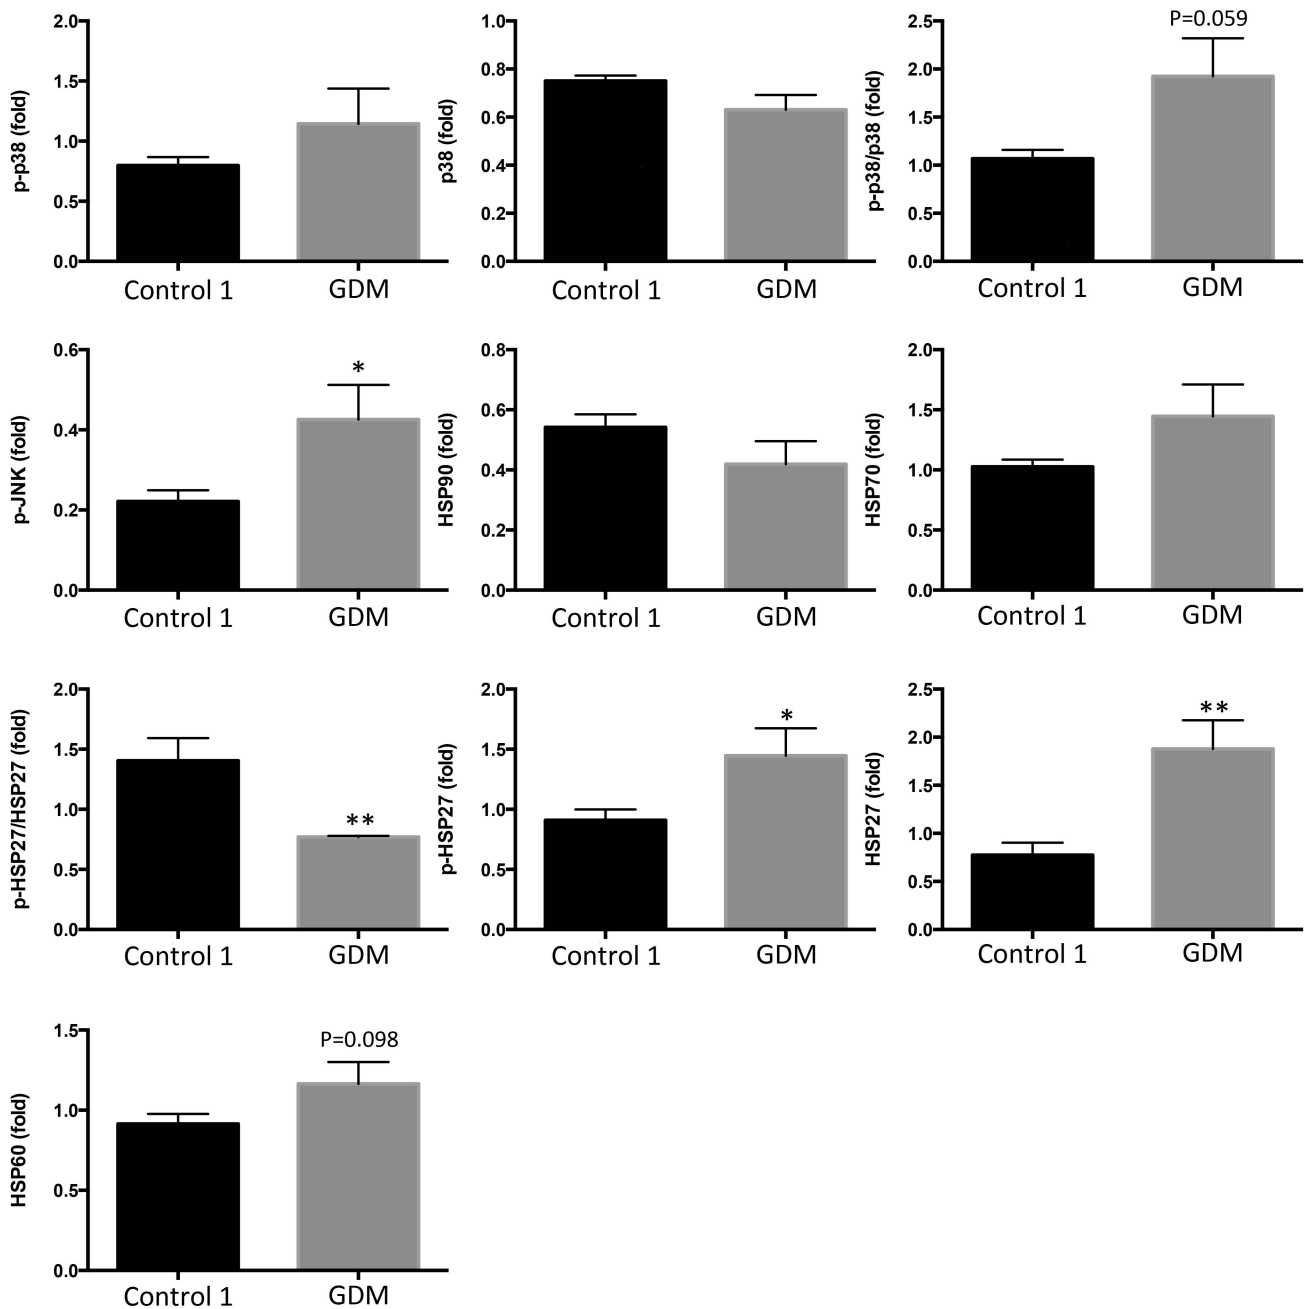 p-p38 (fold)
2.0
1.5
1.0
0.5
0.0
Control 1 GDM
p38 (fold)
1.0
0.8
0.6
0.4
0.2
0.0
Control 1 GDM
P=0.059
p-p38/p38 (fold)
2.5
2.0
1.5
1.0
0.5
0.0
Control 1 GDM
p-JNK (fold)
0.6
0.4
0.2
0.0
*
Control 1 GDM
HSP90 (fold)
0.8
0.6
0.4
0.2
0.0
Control 1 GDM
HSP70 (fold)
2.0
1.5
1.0
0.5
0.0
Control 1 GDM
p-HSP27/HSP27 (fold)
2.0
1.5
1.0
0.5
0.0
**
Control 1 GDM
p-HSP27 (fold)
2.0
1.5
1.0
0.5
0.0
*
Control 1 GDM
HSP27 (fold)
2.5
2.0
1.5
1.0
0.5
0.0
**
Control 1 GDM
HSP60 (fold)
1.5
1.0
0.5
0.0
P=0.098
Control 1 GDM